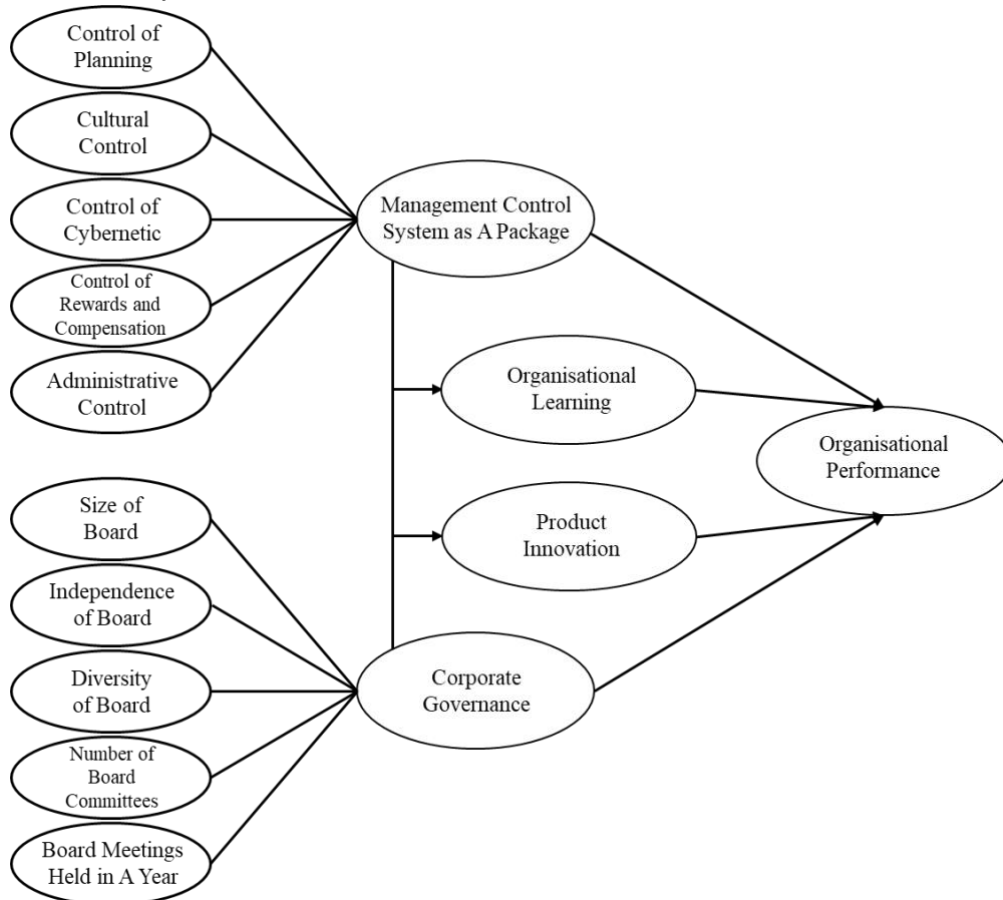 Control of
Planning
Cultural
Control
Control of
Cybernetic
Control of
Rewards and
Compensation
Administrative
Control
Management Control
System as A Package
Organisational
Learning
Organisational
Performance
Product
Innovation
Size of
Board
Independence
of Board
Diversity
of Board
Number of
Board
Committees
Board Meetings
Held in A Year
Corporate
Governance